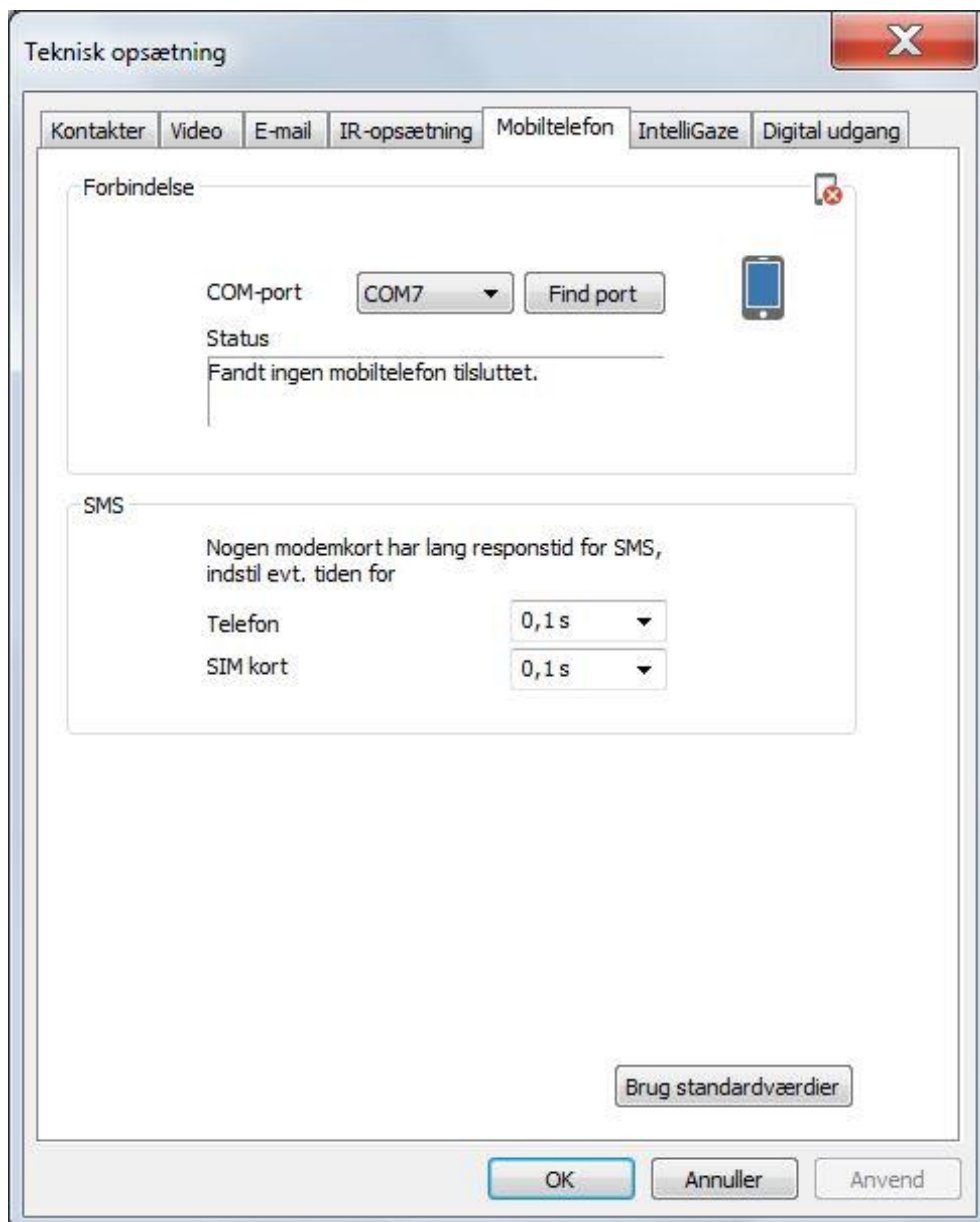 Teknisk opsætning
Kontakter Video E-mail IR-opsætning Mobiltelefon IntelliGaze Digital udgang
Forbindelse
COM-port COM7 Find port
Status
Fandt ingen mobiltelefon tilsluttet.
SMS
Nogen modemkort har lang responstid for SMS,
indstil evt. tiden for
Telefon 0,1 s
SIM kort 0,1 s
Brug standardværdier
OK Annuller Anvend